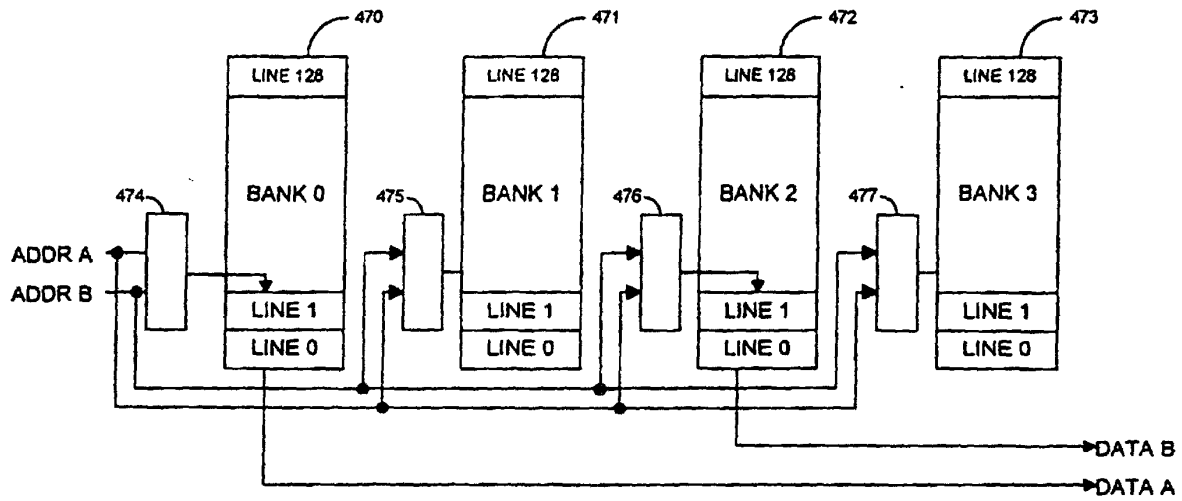 470 471 472 473
LINE 128 LINE 128 LINE 128 LINE 128
474 BANK 0 475 BANK 1 476 BANK 2 477 BANK 3
ADDR A
ADDR B
LINE 1 LINE 1 LINE 1 LINE 1
LINE 0 LINE 0 LINE 0 LINE 0
DATA B
DATA A